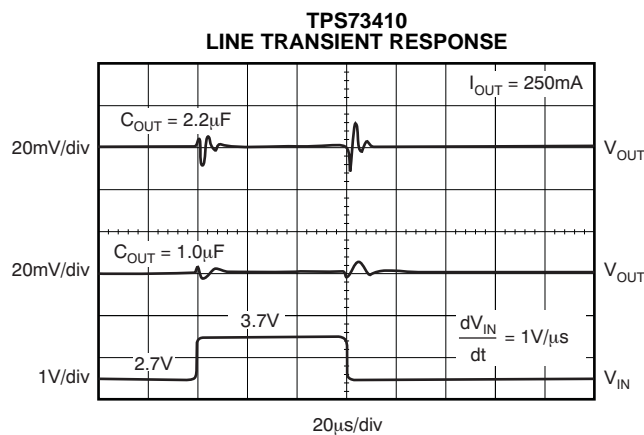 TPS73410
LINE TRANSIENT RESPONSE
I_OUT = 250mA
C_OUT = 2.2μF
20mV/div
V_OUT
C_OUT = 1.0μF
20mV/div
V_OUT
3.7V
dV_IN
dt
= 1V/μs
2.7V
1V/div
V_IN
20μs/div